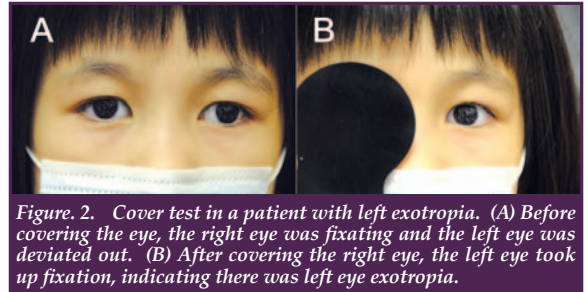 A
B
Figure. 2. Cover test in a patient with left exotropia. (A) Before
covering the eye, the right eye was fixating and the left eye was
deviated out. (B) After covering the right eye, the left eye took
up fixation, indicating there was left eye exotropia.